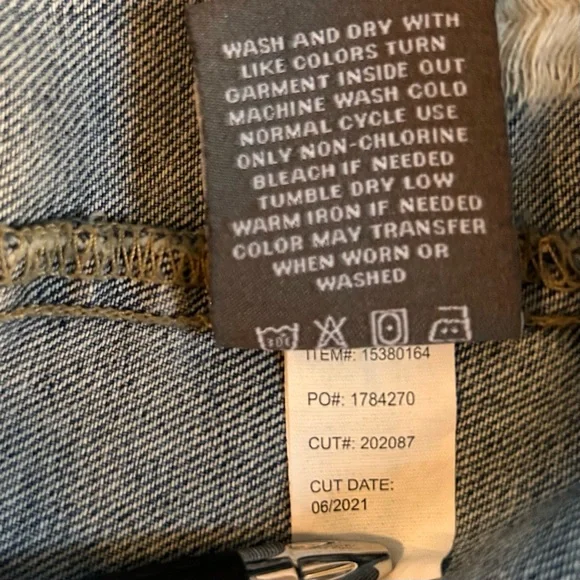 WASH AND DRY WITH
LIKE COLORS TURN
GARMENT INSIDE OUT
MACHINE WASH COLD
NORMAL CYCLE USE
ONLY NON-CHLORINE
BLEACH IF NEEDED
TUMBLE DRY LOW
WARM IRON IF NEEDED
COLOR MAY TRANSFER
WHEN WORN OR
WASHED
ITEM#: 15380164
PO#: 1784270
CUT#: 202087
CUT DATE:
06/2021